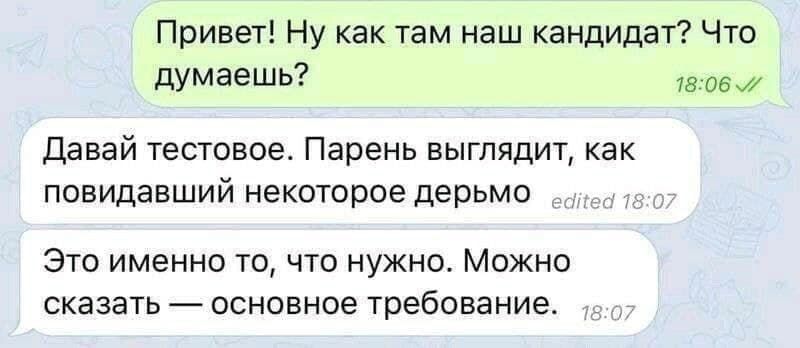 Привет! Ну как там наш кандидат? Что
думаешь?
18:06
Давай тестовое. Парень выглядит, как
повидавший некоторое дерьмо
edited 18:07
Это именно то, что нужно. Можно
сказать — основное требование.
18:07